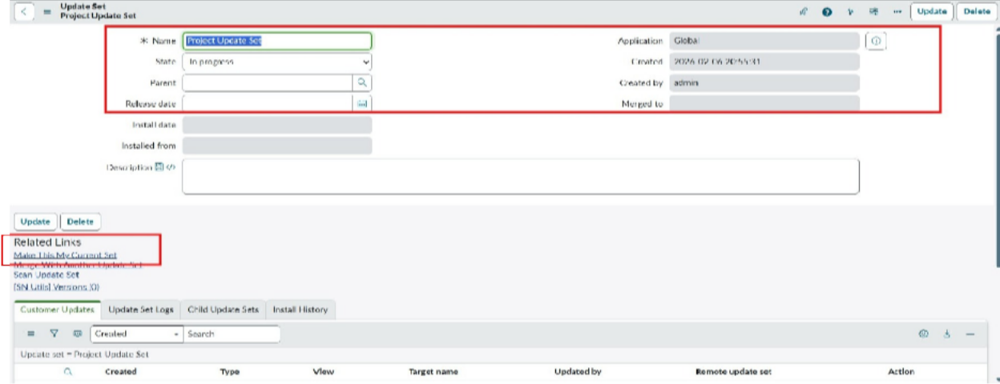 Update Set
Project Update Set
Update Delete
* Name Project Update Set
Application Global
State In progress
Created 2026-02-06 20:55:31
Parent
Created by admin
Release date
Merged to
Install date
Installed from
Description
Update Delete
Related Links
Make This My Current Set
Merge With Another Update Set
Scan Update Set
[SN Utils] Versions (0)
Customer Updates Update Set Logs Child Update Sets Install History
Created Search
Update set = Project Update Set
Created Type View Target name Updated by Remote update set Action